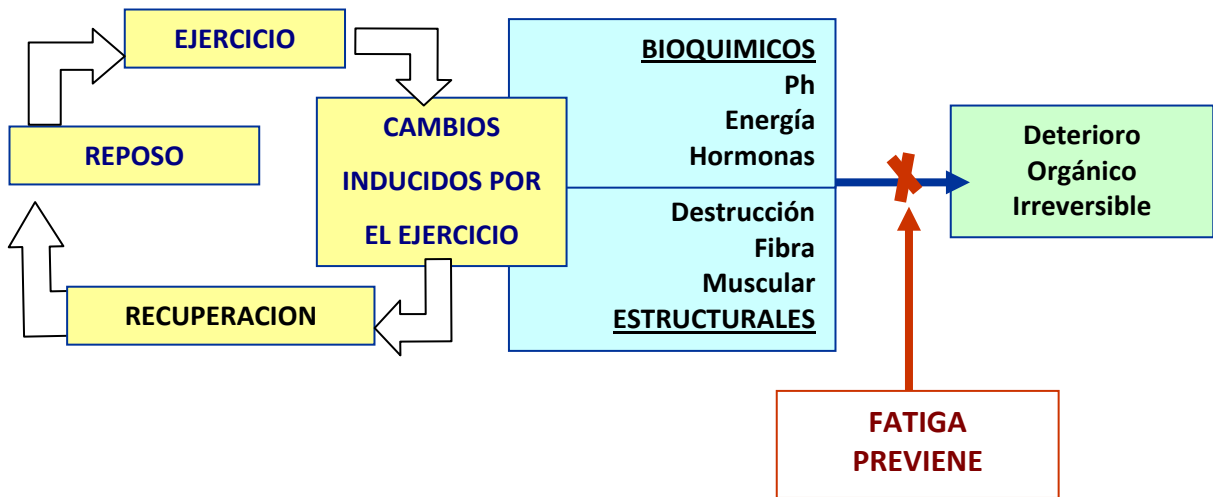 EJERCICIO
REPOSO
CAMBIOS
INDUCIDOS POR
EL EJERCICIO
RECUPERACION
BIOQUIMICOS
Ph
Energía
Hormonas
Destrucción
Fibra
Muscular
ESTRUCTURALES
Deterioro
Orgánico
Irreversible
FATIGA
PREVIENE